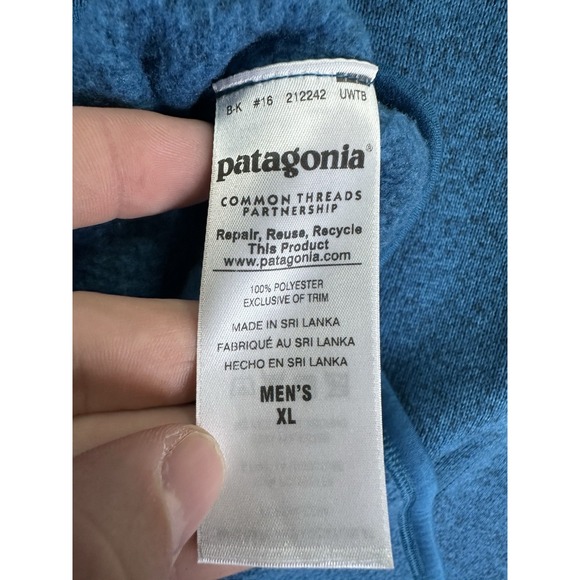 B-K #16 212242 UWTB
patagonia®
COMMON THREADS
PARTNERSHIP
Repair, Reuse, Recycle
This Product
www.patagonia.com
100% POLYESTER
EXCLUSIVE OF TRIM
MADE IN SRI LANKA
FABRIQUÉ AU SRI LANKA
HECHO EN SRI LANKA
MEN'S
XL